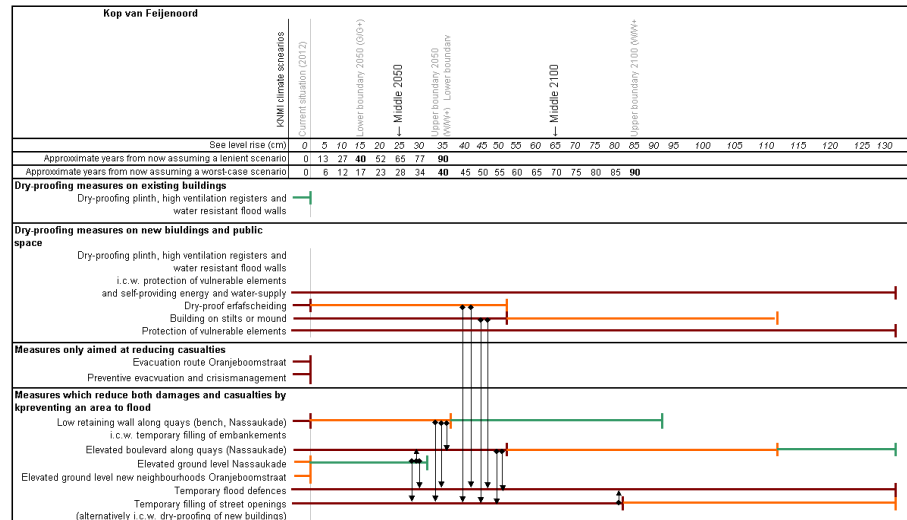 Kop van Feijenoord
KNMI climate scnearios
Current situation (2012)
Lower boundary 2050 (G/G+)
→ Middle 2050
Upper boundary 2050
(W/W+) Lower boundary
→ Middle 2100
Upper boundary 2100 (W/W+
See level rise (cm) 0 5 10 15 20 25 30 35 40 45 50 55 60 65 70 75 80 85 90 95 100 105 110 115 120 125 130
Approxximate years from now assuming a lenient scenario 0 13 27 40 52 65 77 90
Approxximate years from now assuming a worst-case scenario 0 6 12 17 23 28 34 40 45 50 55 60 65 70 75 80 85 90
Dry-proofing measures on existing buildings
Dry-proofing plinth, high ventilation registers and
water resistant flood walls
Dry-proofing measures on new biuldings and public
space
Dry-proofing plinth, high ventilation registers and
water resistant flood walls
i.c.w. protection of vulnerable elements
and self-providing energy and water-supply
Dry-proof erfafscheiding
Building on stilts or mound
Protection of vulnerable elements
Measures only aimed at reducing casualties
Evacuation route Oranjeboomstraat
Preventive evacvuation and crisismanagement
Measures which reduce both damages and casualties by
kpreventing an area to flood
Low retaining wall along quays (bench, Nassaukade)
i.c.w. temporary filling of embankements
Elevated boulevard along quays (Nassaukade)
Elevated ground level Nassaukade
Elevated ground level new neighbourhoods Oranjeboomstraat
Temporary flood defences
Temporary filling of street openings
(alternatively i.c.w. dry-proofing of new buildings)